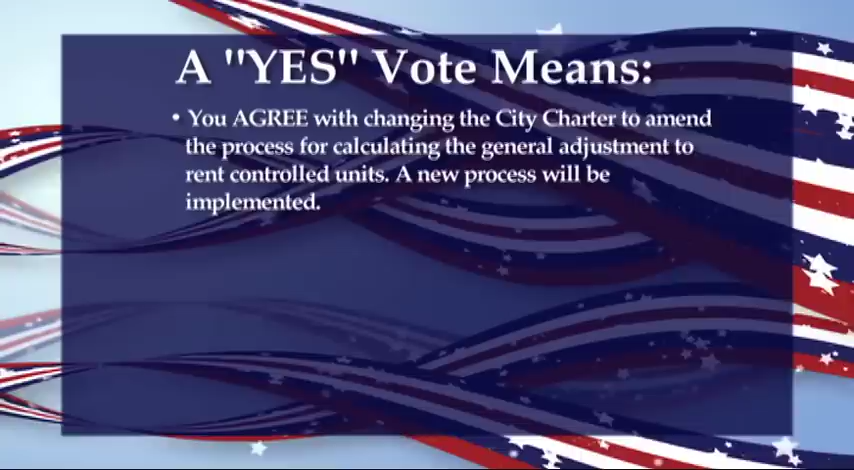 A "YES" Vote Means:
• You AGREE with changing the City Charter to amend
the process for calculating the general adjustment to
rent controlled units. A new process will be
implemented.